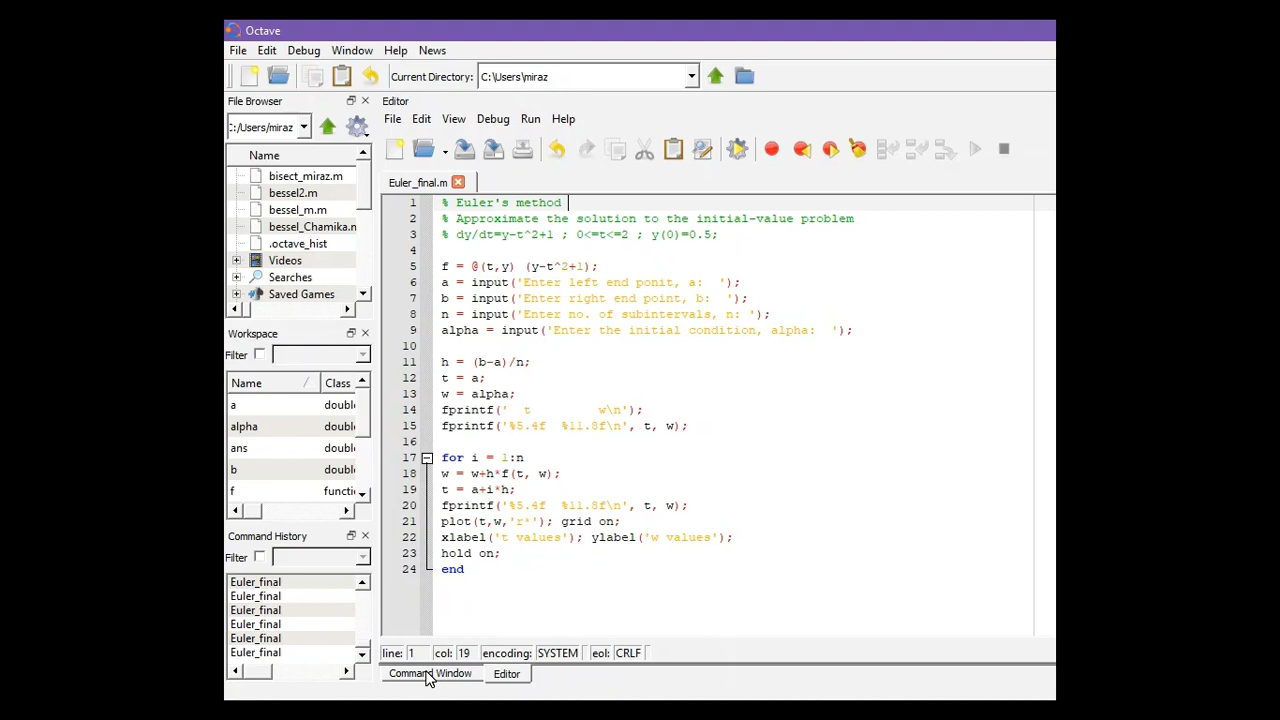 Octave
File Edit Debug Window Help News
Current Directory: C:\Users\miraz
File Browser
:/Users/miraz
Name
bisect_miraz.m
bessel2.m
bessel_m.m
bessel_Chamika.m
.octave_hist
Videos
Searches
Saved Games
Workspace
Filter
Name Class
a double
alpha double
ans double
b double
f functi
Command History
Filter
Euler_final
Euler_final
Euler_final
Euler_final
Euler_final
Euler_final
Editor
File Edit View Debug Run Help
Euler_final.m
1 % Euler's method
2 % Approximate the solution to the initial-value problem
3 % dy/dt=y-t^2+1 ; 0<=t<=2 ; y(0)=0.5;
4
5 f = @(t,y) (y-t^2+1);
6 a = input('Enter left end ponit, a:  ');
7 b = input('Enter right end point, b:  ');
8 n = input('Enter no. of subintervals, n: ');
9 alpha = input('Enter the initial condition, alpha:  ');
10
11 h = (b-a)/n;
12 t = a;
13 w = alpha;
14 fprintf('  t         w\n');
15 fprintf('%5.4f  %11.8f\n', t, w);
16
17 for i = 1:n
18 w = w+h*f(t, w);
19 t = a+i*h;
20 fprintf('%5.4f  %11.8f\n', t, w);
21 plot(t,w,'r*'); grid on;
22 xlabel('t values'); ylabel('w values');
23 hold on;
24 end
line: 1 col: 19 encoding: SYSTEM eol: CRLF
Command Window Editor